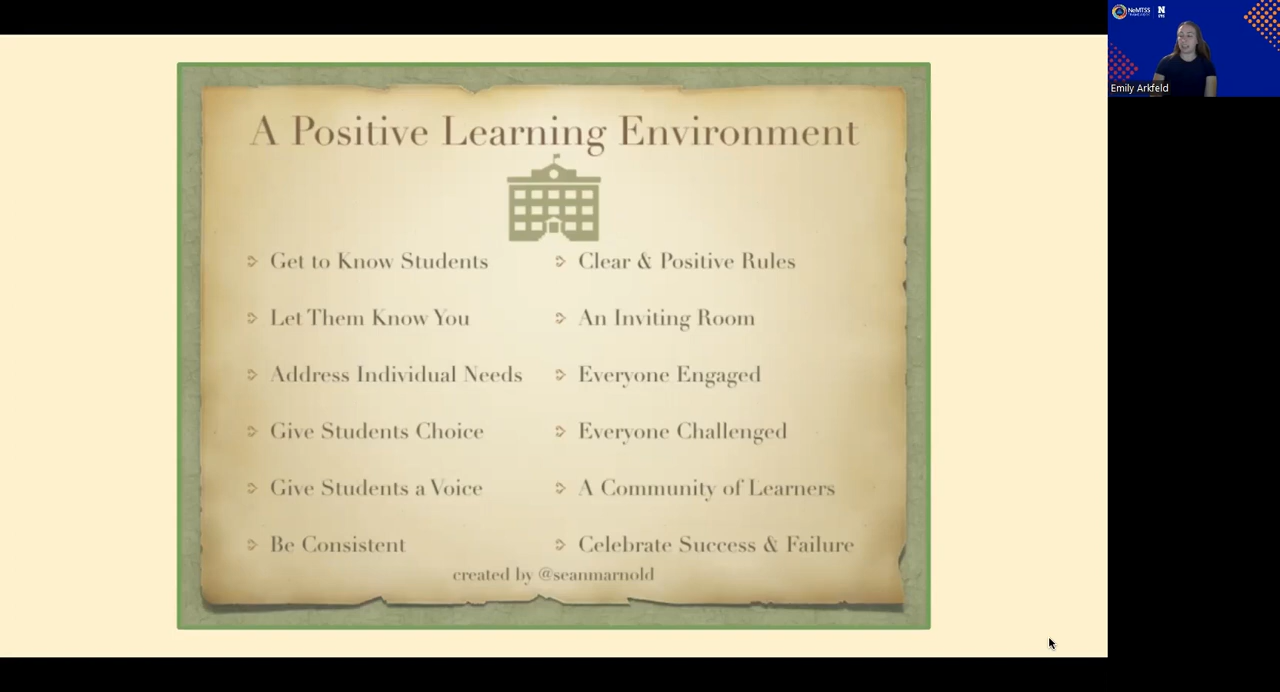 A Positive Learning Environment
Get to Know Students
Let Them Know You
Address Individual Needs
Give Students Choice
Give Students a Voice
Be Consistent
Clear & Positive Rules
An Inviting Room
Everyone Engaged
Everyone Challenged
A Community of Learners
Celebrate Success & Failure
created by @seanmarnold
NeMTSS
N
Emily Arkfeld